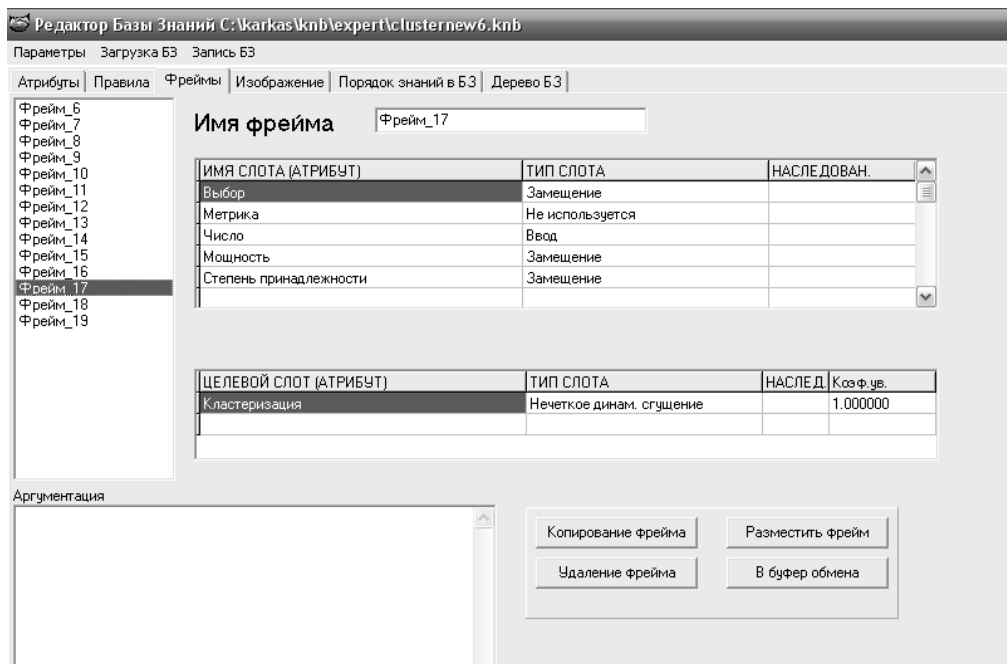 Редактор Базы Знаний C:\karkas\knb\expert\clusternew6.knb
Параметры Загрузка БЗ Запись БЗ
Атрибуты Правила Фреймы Изображение Порядок знаний в БЗ Дерево БЗ
Фрейм_6
Фрейм_7
Фрейм_8
Фрейм_9
Фрейм_10
Фрейм_11
Фрейм_12
Фрейм_13
Фрейм_14
Фрейм_15
Фрейм_16
Фрейм_17
Фрейм_18
Фрейм_19
Имя фрейма Фрейм_17
ИМЯ СЛОТА (АТРИБУТ) ТИП СЛОТА НАСЛЕДОВАН.
Выбор Замещение
Метрика Не используется
Число Ввод
Мощность Замещение
Степень принадлежности Замещение
ЦЕЛЕВОЙ СЛОТ (АТРИБУТ) ТИП СЛОТА НАСЛЕД. Коэф.ув.
Кластеризация Нечеткое динам. сгущение 1.000000
Аргументация
Копирование фрейма Разместить фрейм
Удаление фрейма В буфер обмена